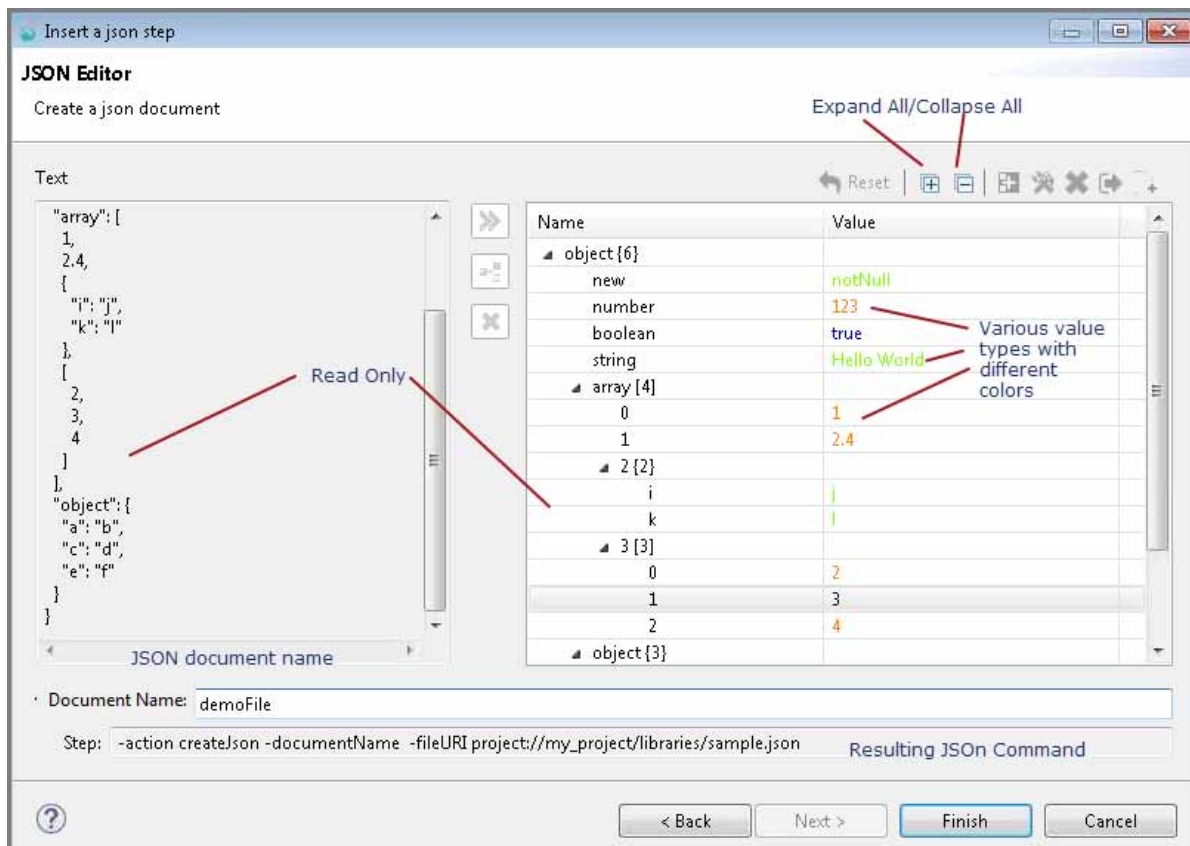 Insert a json step
JSON Editor
Create a json document
Expand All/Collapse All
Text
Reset
"array": [
1,
2.4,
{
"i": "j",
"k": "l"
},
[
2,
3,
4
]
],
"object": {
"a": "b",
"c": "d",
"e": "f"
}
}
Read Only
JSON document name
Name Value
object {6}
new notNull
number 123
boolean true
string Hello World
array [4]
0 1
1 2.4
2 {2}
i j
k l
3 [3]
0 2
1 3
2 4
object {3}
Various value
types with
different
colors
Document Name: demoFile
Step: -action createJson -documentName -fileURI project://my_project/libraries/sample.json
Resulting JSOn Command
< Back Next > Finish Cancel